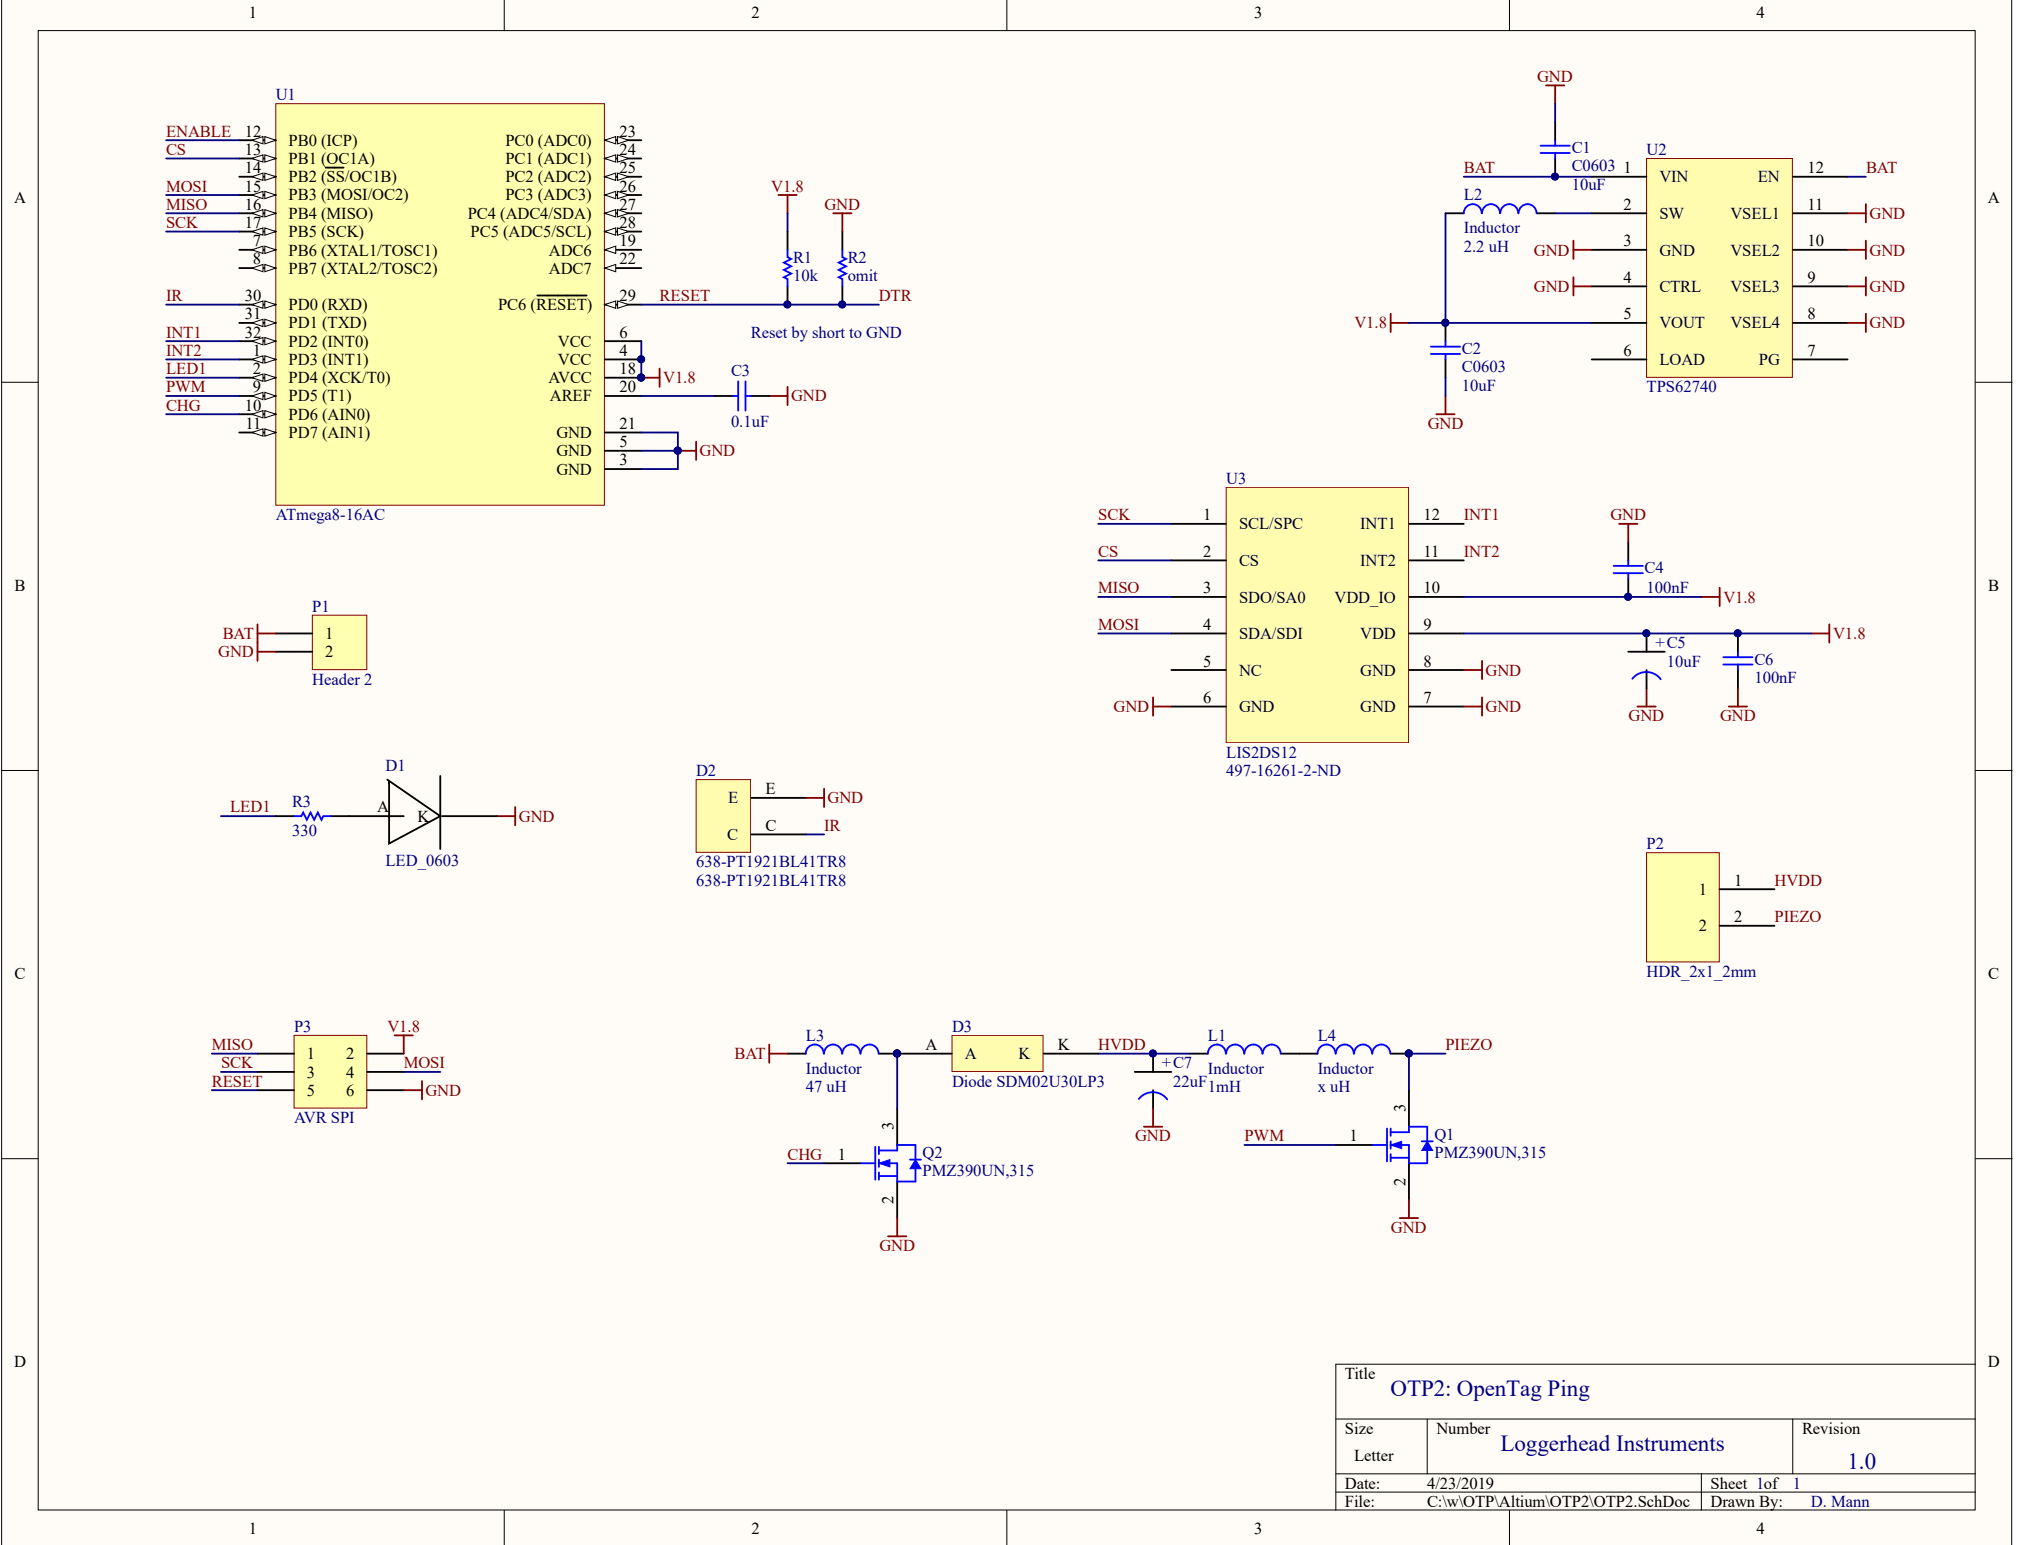 1 2 3 4
A A
B B
C C
D D
1 2 3 4
U1
ENABLE 12 PB0 (ICP) PC0 (ADC0) 23
CS 13 PB1 (OC1A) PC1 (ADC1) 24
14 PB2 (SS/OC1B) PC2 (ADC2) 25
MOSI 15 PB3 (MOSI/OC2) PC3 (ADC3) 26
MISO 16 PB4 (MISO) PC4 (ADC4/SDA) 27
SCK 17 PB5 (SCK) PC5 (ADC5/SCL) 28
7 PB6 (XTAL1/TOSC1) ADC6 19
8 PB7 (XTAL2/TOSC2) ADC7 22
IR 30 PD0 (RXD) PC6 (RESET) 29 RESET DTR
31 PD1 (TXD)
INT1 32 PD2 (INT0) VCC 6
INT2 1 PD3 (INT1) VCC 4
LED1 2 PD4 (XCK/T0) AVCC 18 V1.8
PWM 9 PD5 (T1) AREF 20
CHG 10 PD6 (AIN0)
11 PD7 (AIN1) GND 21
GND 5 GND
GND 3
ATmega8-16AC
V1.8
GND
R1
10k
R2
omit
Reset by short to GND
C3
0.1uF
GND
GND
C1
C0603
10uF
U2
BAT 1 VIN EN 12 BAT
L2
Inductor
2.2 uH
2 SW VSEL1 11 GND
GND 3 GND VSEL2 10 GND
GND 4 CTRL VSEL3 9 GND
V1.8 5 VOUT VSEL4 8 GND
6 LOAD PG 7
TPS62740
C2
C0603
10uF
GND
U3
SCK 1 SCL/SPC INT1 12 INT1
CS 2 CS INT2 11 INT2
MISO 3 SDO/SA0 VDD_IO 10 V1.8
MOSI 4 SDA/SDI VDD 9 V1.8
5 NC GND 8 GND
GND 6 GND GND 7 GND
LIS2DS12
497-16261-2-ND
GND
C4
100nF
+ C5
10uF
GND
C6
100nF
GND
P1
BAT 1
GND 2
Header 2
D1
LED1 R3 A K GND
330
LED_0603
D2
E E GND
C C IR
638-PT1921BL41TR8
638-PT1921BL41TR8
P2
1 1 HVDD
2 2 PIEZO
HDR_2x1_2mm
P3 V1.8
MISO 1 2
SCK 3 4 MOSI
RESET 5 6 GND
AVR SPI
BAT L3
Inductor
47 uH
D3
A A K K
Diode SDM02U30LP3
HVDD
+ C7
22uF
GND
L1
Inductor
1mH
L4
Inductor
x uH
PIEZO
CHG 1 3 2 Q2
PMZ390UN,315
GND
PWM 1 3 2 Q1
PMZ390UN,315
GND
Title
OTP2: OpenTag Ping
Size Number Revision
Letter Loggerhead Instruments 1.0
Date: 4/23/2019 Sheet 1of 1
File: C:\w\OTP\Altium\OTP2\OTP2.SchDoc Drawn By: D. Mann